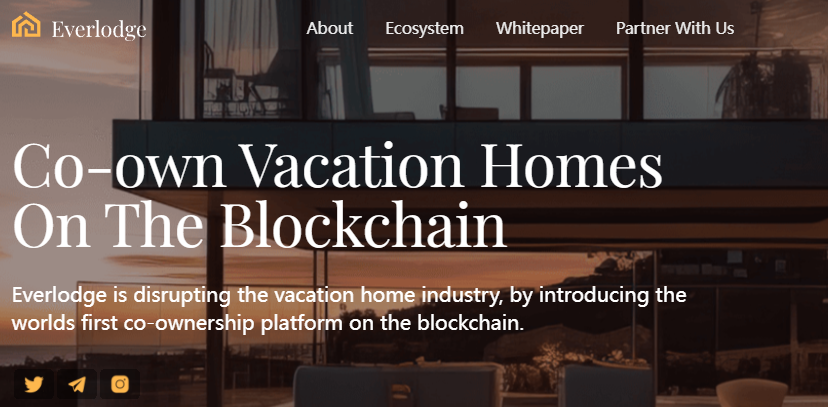 Everlodge
About Ecosystem Whitepaper Partner With Us
Co-own Vacation Homes
On The Blockchain
Everlodge is disrupting the vacation home industry, by introducing the
worlds first co-ownership platform on the blockchain.